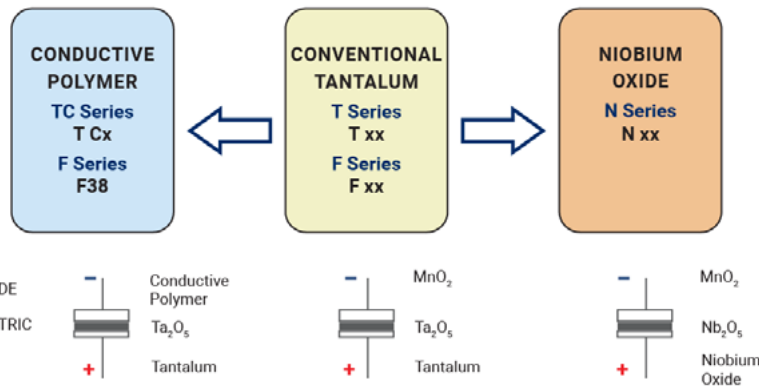 CONDUCTIVE
POLYMER
TC Series
T Cx
F Series
F38
CONVENTIONAL
TANTALUM
T Series
T xx
F Series
F xx
NIOBIUM
OXIDE
N Series
N xx
DE
TRIC
−
Conductive
Polymer
Ta₂O₅
+
Tantalum
−
MnO₂
Ta₂O₅
+
Tantalum
−
MnO₂
Nb₂O₅
+
Niobium
Oxide